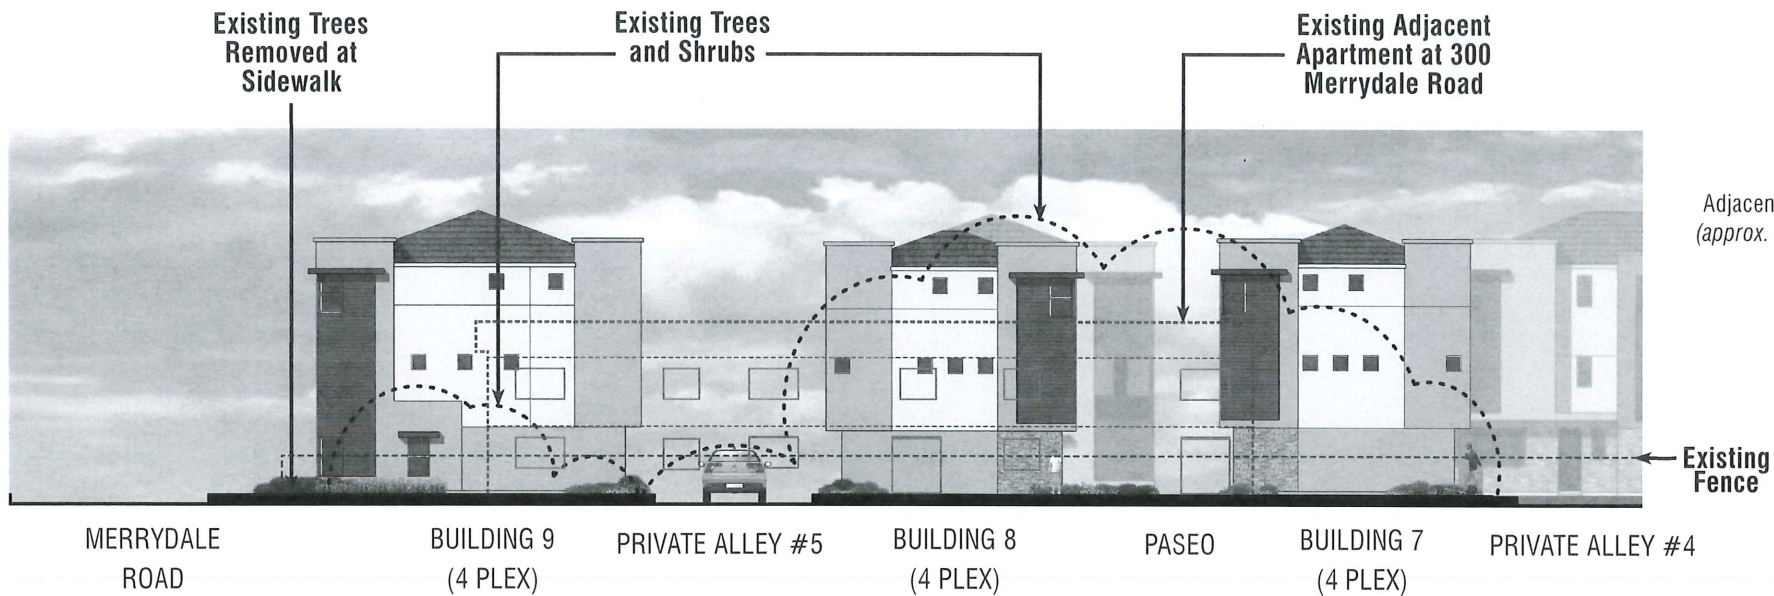 Existing Trees
Removed at
Sidewalk
Existing Trees
and Shrubs
Existing Adjacent
Apartment at 300
Merrydale Road
Adjacen
(approx.
Existing
Fence
MERRYDALE
ROAD
BUILDING 9
(4 PLEX)
PRIVATE ALLEY #5
BUILDING 8
(4 PLEX)
PASEO
BUILDING 7
(4 PLEX)
PRIVATE ALLEY #4